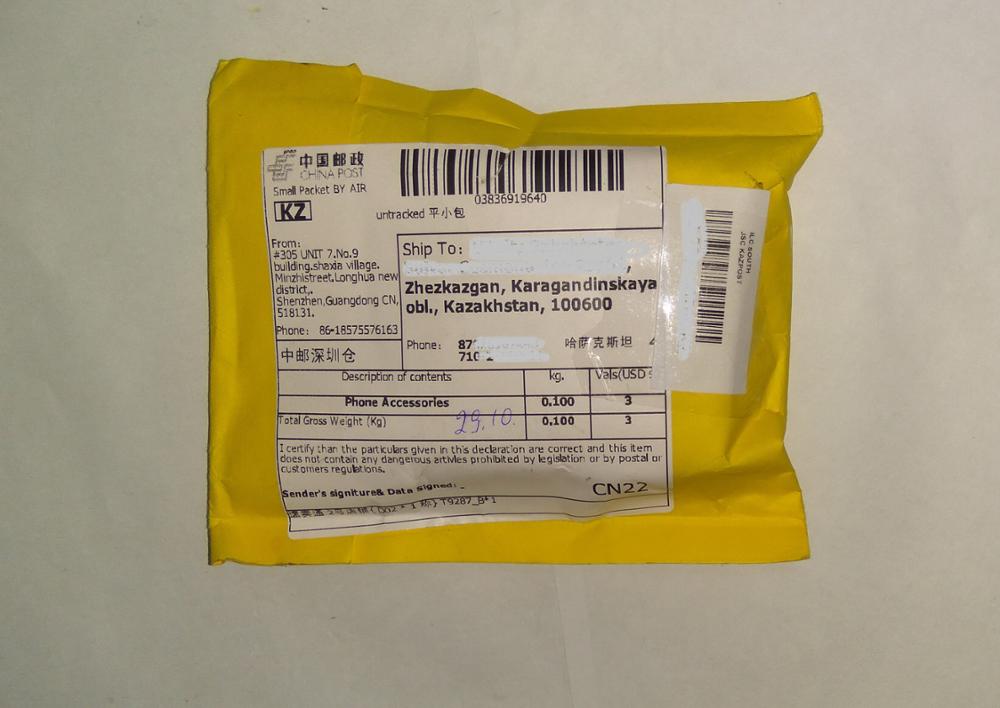 中国邮政
CHINA POST
Small Packet BY AIR
KZ
03836919640
untracked 平小包
From:
#305 UNIT 7.No.9
building.shaxia village.
Minzhistreet.Longhua new
district,.
Shenzhen,Guangdong CN,
518131.
Phone: 86-18575576163
中邮深圳仓
Ship To:
Zhezkazgan, Karagandinskaya
obl., Kazakhstan, 100600
Phone: 87
哈萨克斯坦
710
Description of contents kg. Vals(USD
Phone Accessories 0.100 3
Total Gross Weight (Kg) 29.10. 0.100 3
I certify than the particulars given in this declaration are correct and this item
does not contain any dangerous artivles prohibited by legislation or by postal or
customers regulations.
Sender's signiture& Data signed:
CN22
T9287_B*1
ILC SOUTH
JSC KAZPOST